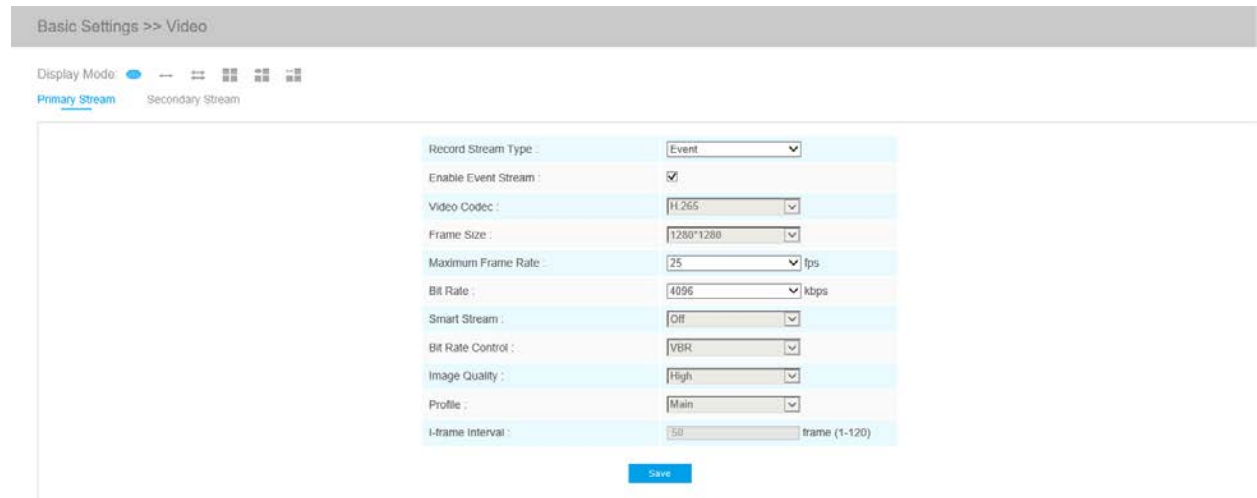 Basic Settings >> Video
Display Mode:
Primary Stream Secondary Stream
Record Stream Type : Event
Enable Event Stream :
Video Codec : H.265
Frame Size : 1280*1280
Maximum Frame Rate : 25 fps
Bit Rate : 4096 kbps
Smart Stream : Off
Bit Rate Control : VBR
Image Quality : High
Profile : Main
I-frame Interval : 50 frame (1-120)
Save